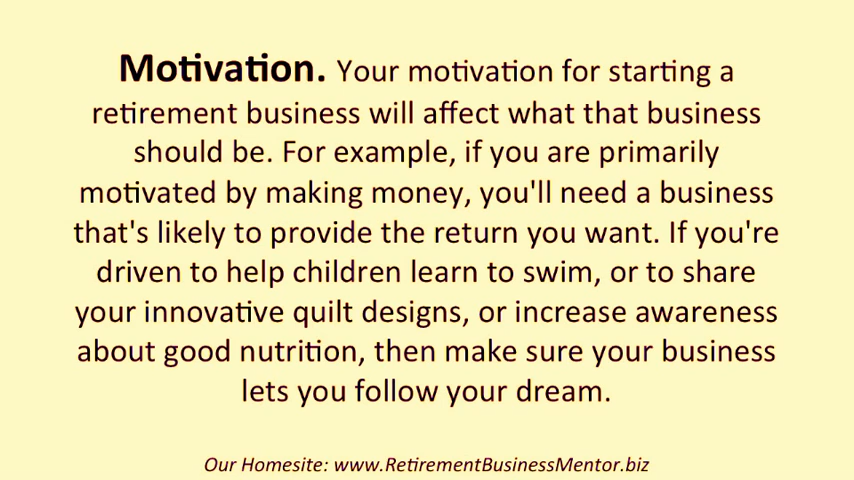 Motivation. Your motivation for starting a
retirement business will affect what that business
should be. For example, if you are primarily
motivated by making money, you'll need a business
that's likely to provide the return you want. If you're
driven to help children learn to swim, or to share
your innovative quilt designs, or increase awareness
about good nutrition, then make sure your business
lets you follow your dream.
Our Homesite: www.RetirementBusinessMentor.biz